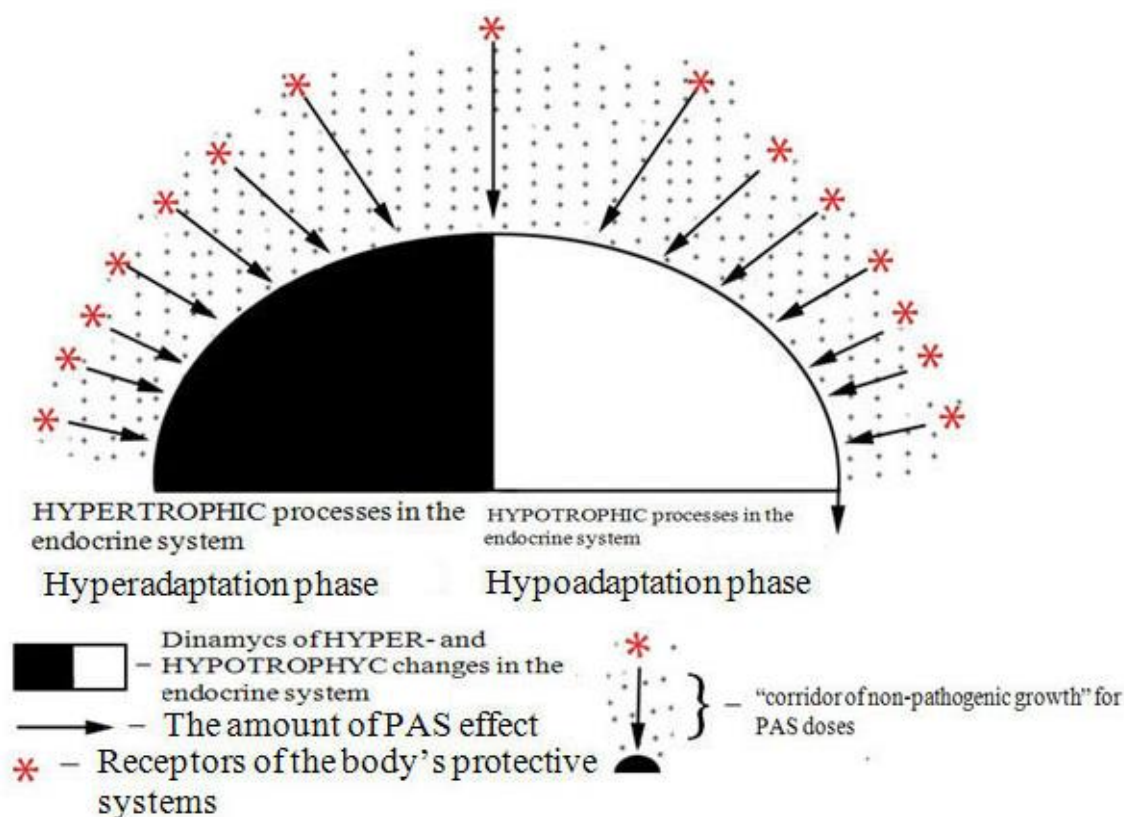 HYPERTROPHIC processes in the
endocrine system
HYPOTROPHIC processes in the
endocrine system
Hyperadaptation phase
Hypoadaptation phase
– Dinamycs of HYPER- and
HYPOTROPHYC changes in the
endocrine system
– The amount of PAS effect
– Receptors of the body's protective
systems
– “corridor of non-pathogenic growth” for
PAS doses